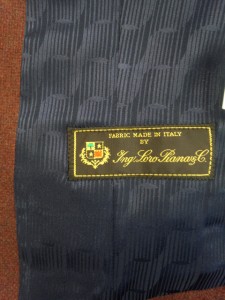 FABRIC MADE IN ITALY
BY
Ing. Loro Piana & C.